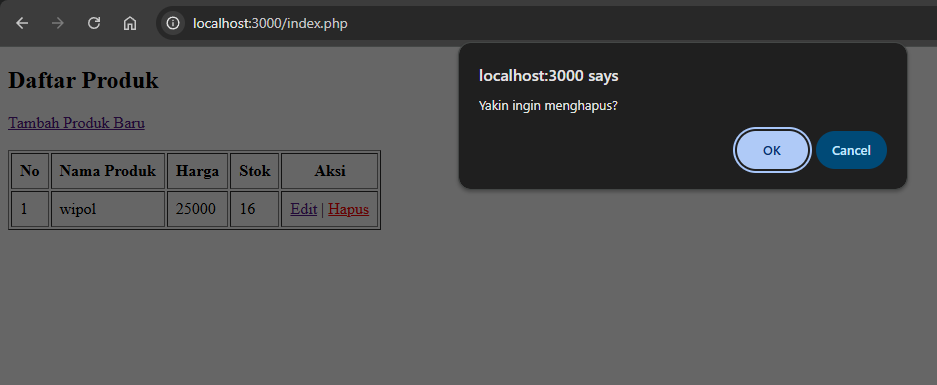 localhost:3000/index.php
localhost:3000 says
Yakin ingin menghapus?
OK Cancel
Daftar Produk
Tambah Produk Baru
No Nama Produk Harga Stok Aksi
1 wipol 25000 16 Edit | Hapus